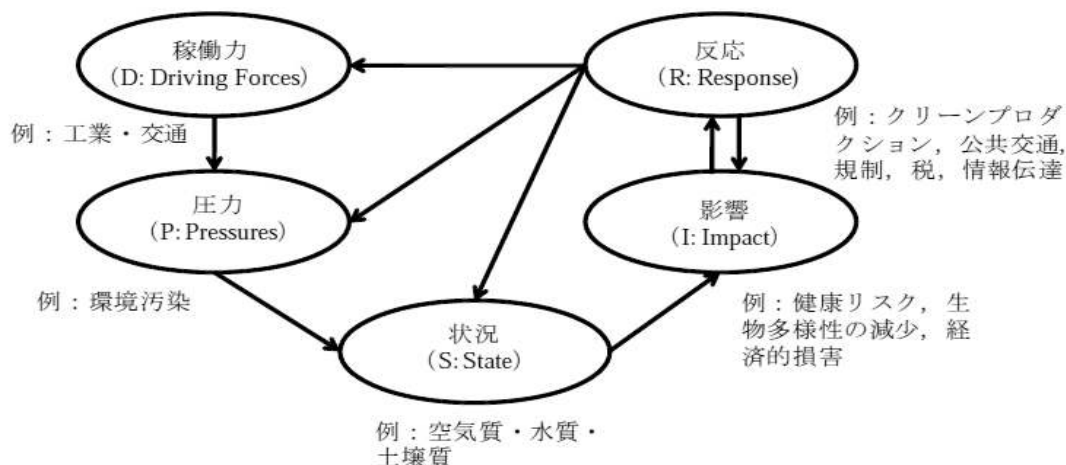 稼働力
(D: Driving Forces)
反応
(R: Response)
例：工業・交通
例：クリーンプロダ
クション，公共交通，
規制，税，情報伝達
圧力
(P: Pressures)
影響
(I: Impact)
例：環境汚染
例：健康リスク，生
物多様性の減少，経
済的損害
状況
(S: State)
例：空気質・水質・
土壌質